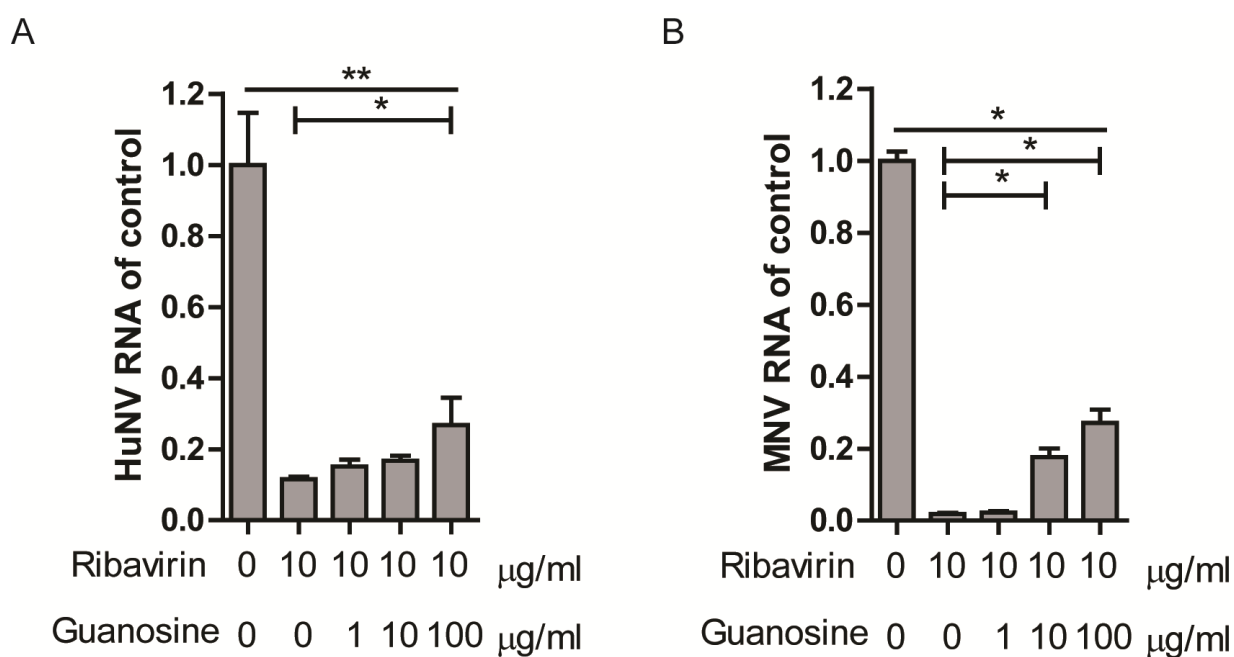 A
HuNV RNA of control
1.2
1.0
0.8
0.6
0.4
0.2
0.0
**
*
Ribavirin 0 10 10 10 10 μg/ml
Guanosine 0 0 1 10 100 μg/ml
B
MNV RNA of control
1.2
1.0
0.8
0.6
0.4
0.2
0.0
*
*
*
Ribavirin 0 10 10 10 10 μg/ml
Guanosine 0 0 1 10 100 μg/ml